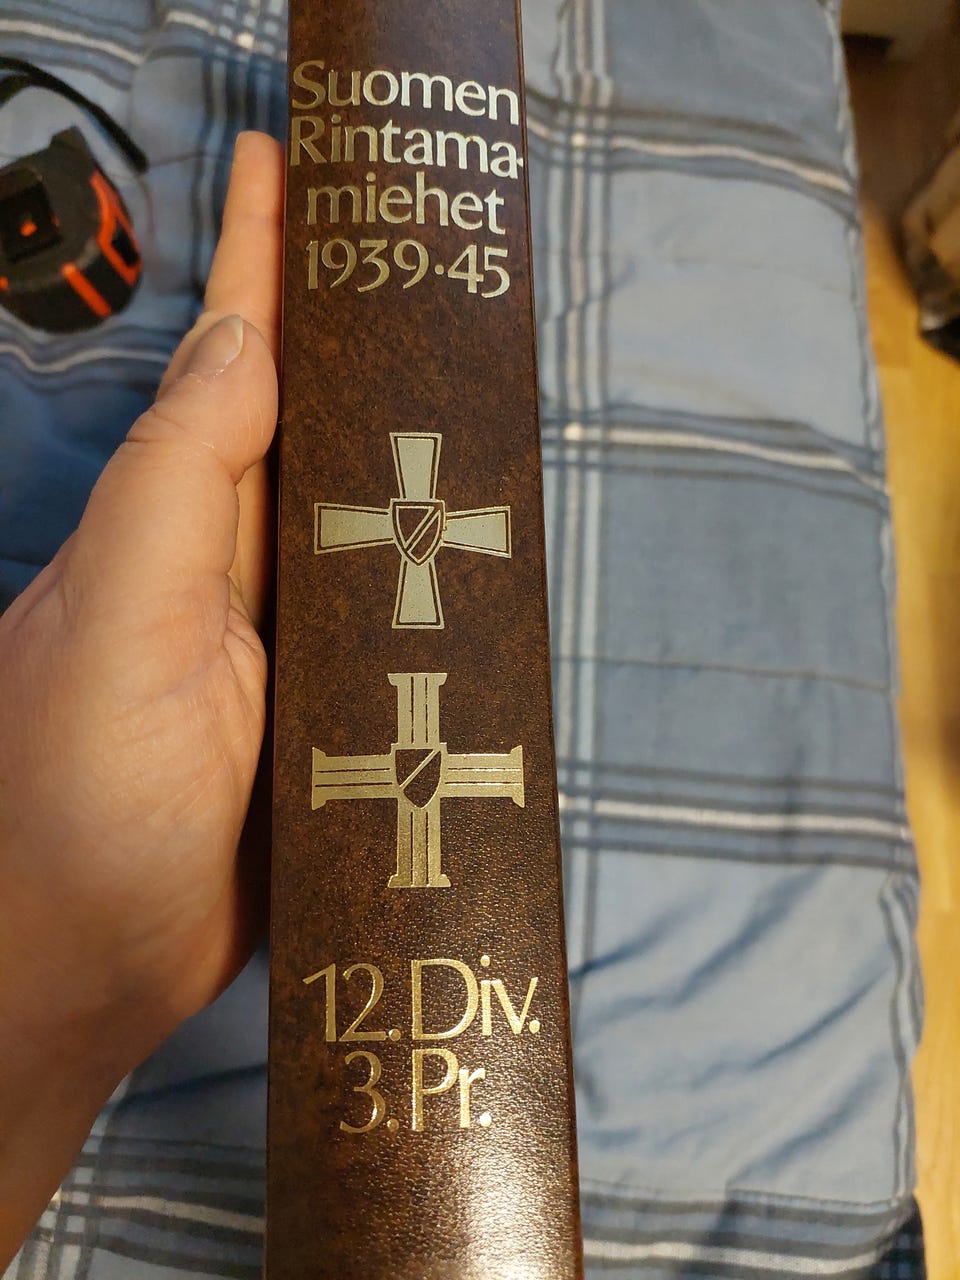 Suomen
Rintama-
miehet
1939·45
12. Div.
3. Pr.